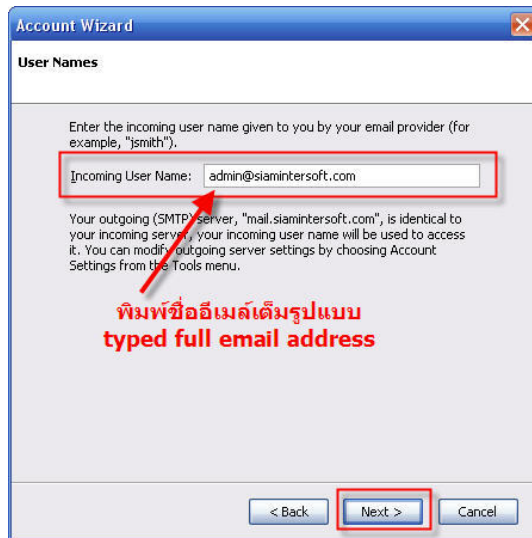 Account Wizard
User Names
Enter the incoming user name given to you by your email provider (for
example, "jsmith").
Incoming User Name: admin@siamintersoft.com
Your outgoing (SMTP) server, "mail.siamintersoft.com", is identical to
your incoming server, your incoming user name will be used to access
it. You can modify outgoing server settings by choosing Account
Settings from the Tools menu.
พิมพ์ชื่ออีเมล์เต็มรูปแบบ
typed full email address
< Back Next > Cancel